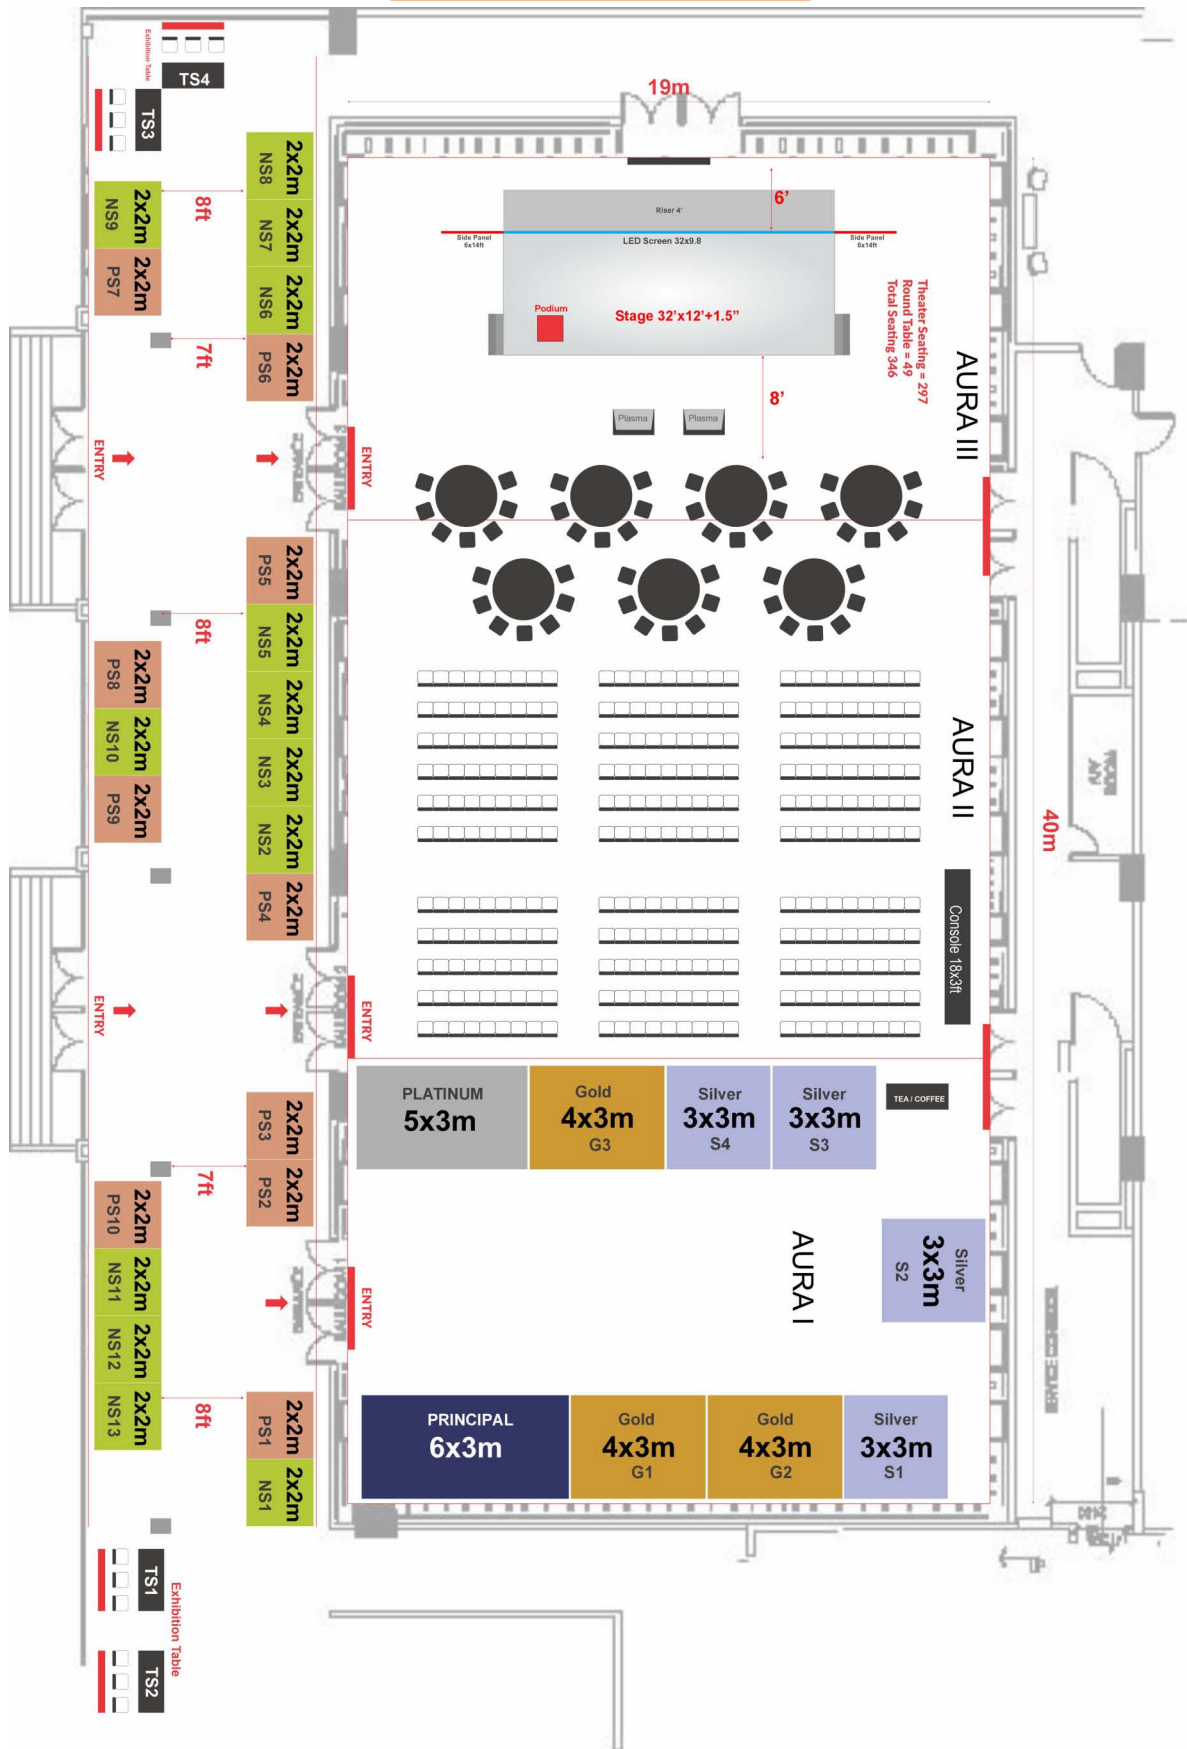 19m
Exhibition Table
TS4
TS3
2x2m
NS8
2x2m
NS7
2x2m
NS6
2x2m
PS6
8ft
2x2m
NS9
2x2m
PS7
7ft
6’
Riser 4'
Side Panel
6x14ft
LED Screen 32x9.8
Side Panel
6x14ft
Podium
Stage 32’x12’+1.5”
Theater Seating = 297
Round Table = 49
Total Seating 346
AURA III
8’
Plasma
Plasma
ENTRY
ENTRY
2x2m
PS5
2x2m
NS5
2x2m
NS4
2x2m
NS3
2x2m
NS2
2x2m
PS4
8ft
2x2m
PS8
2x2m
NS10
2x2m
PS9
AURA II
40m
Console 18x3ft
ENTRY
ENTRY
PLATINUM
5x3m
Gold
4x3m
G3
Silver
3x3m
S4
Silver
3x3m
S3
TEA / COFFEE
2x2m
PS3
2x2m
PS2
7ft
2x2m
PS10
2x2m
NS11
2x2m
NS12
2x2m
NS13
AURA I
Silver
3x3m
S2
ENTRY
8ft
2x2m
PS1
2x2m
NS1
PRINCIPAL
6x3m
Gold
4x3m
G1
Gold
4x3m
G2
Silver
3x3m
S1
TS1
Exhibition Table
TS2